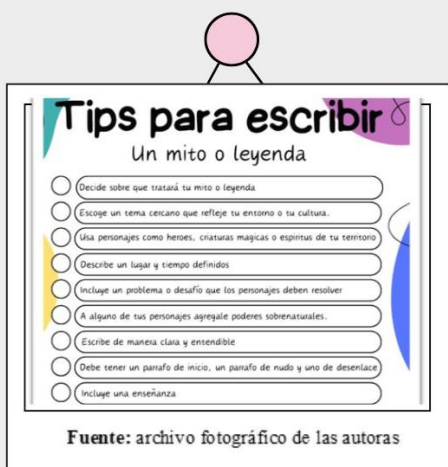 Tips para escribir
Un mito o leyenda
Decide sobre que tratará tu mito o leyenda
Escoge un tema cercano que refleje tu entorno o tu cultura.
Usa personajes como heroes, criaturas magicas o espiritus de tu territorio
Describe un lugar y tiempo definidos
Incluye un problema o desafío que los personajes deben resolver
A alguno de tus personajes agregale poderes sobrenaturales.
Escribe de manera clara y entendible
Debe tener un parrafo de inicio, un parrafo de nudo y uno de desenlace
Incluye una enseñanza
Fuente: archivo fotográfico de las autoras